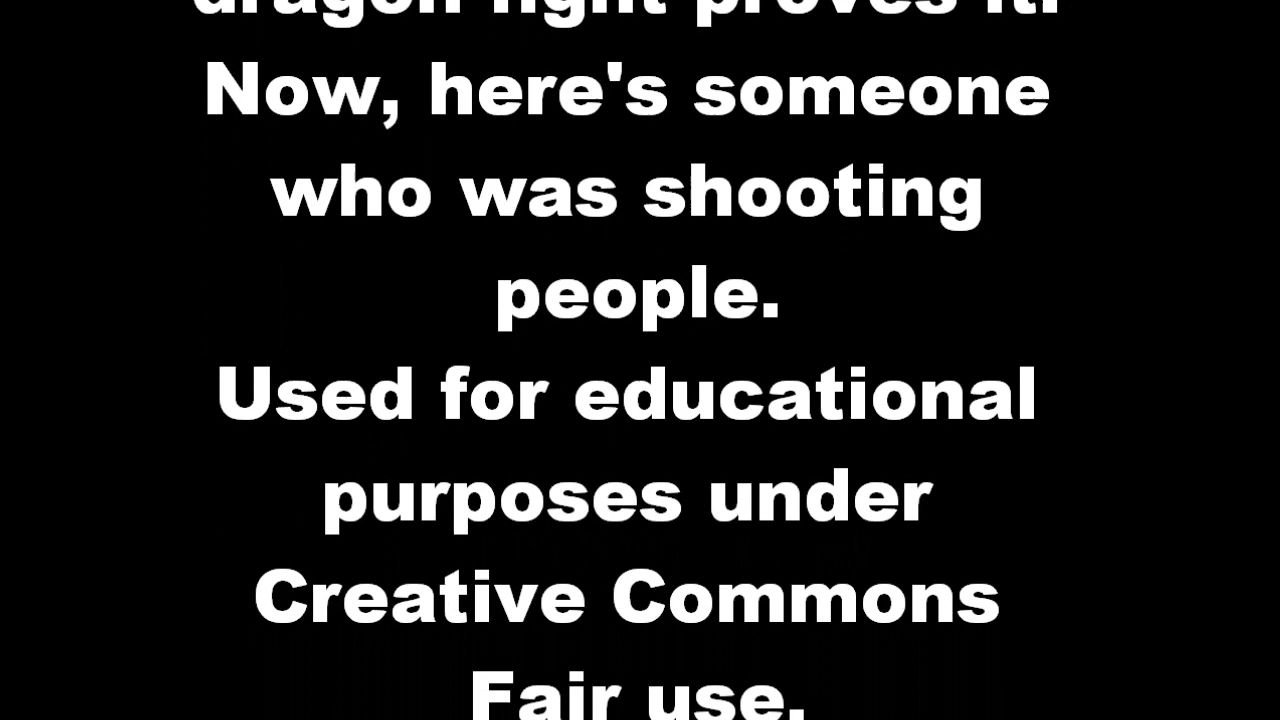 dragon fight proves it!
Now, here's someone
who was shooting
people.
Used for educational
purposes under
Creative Commons
Fair use.